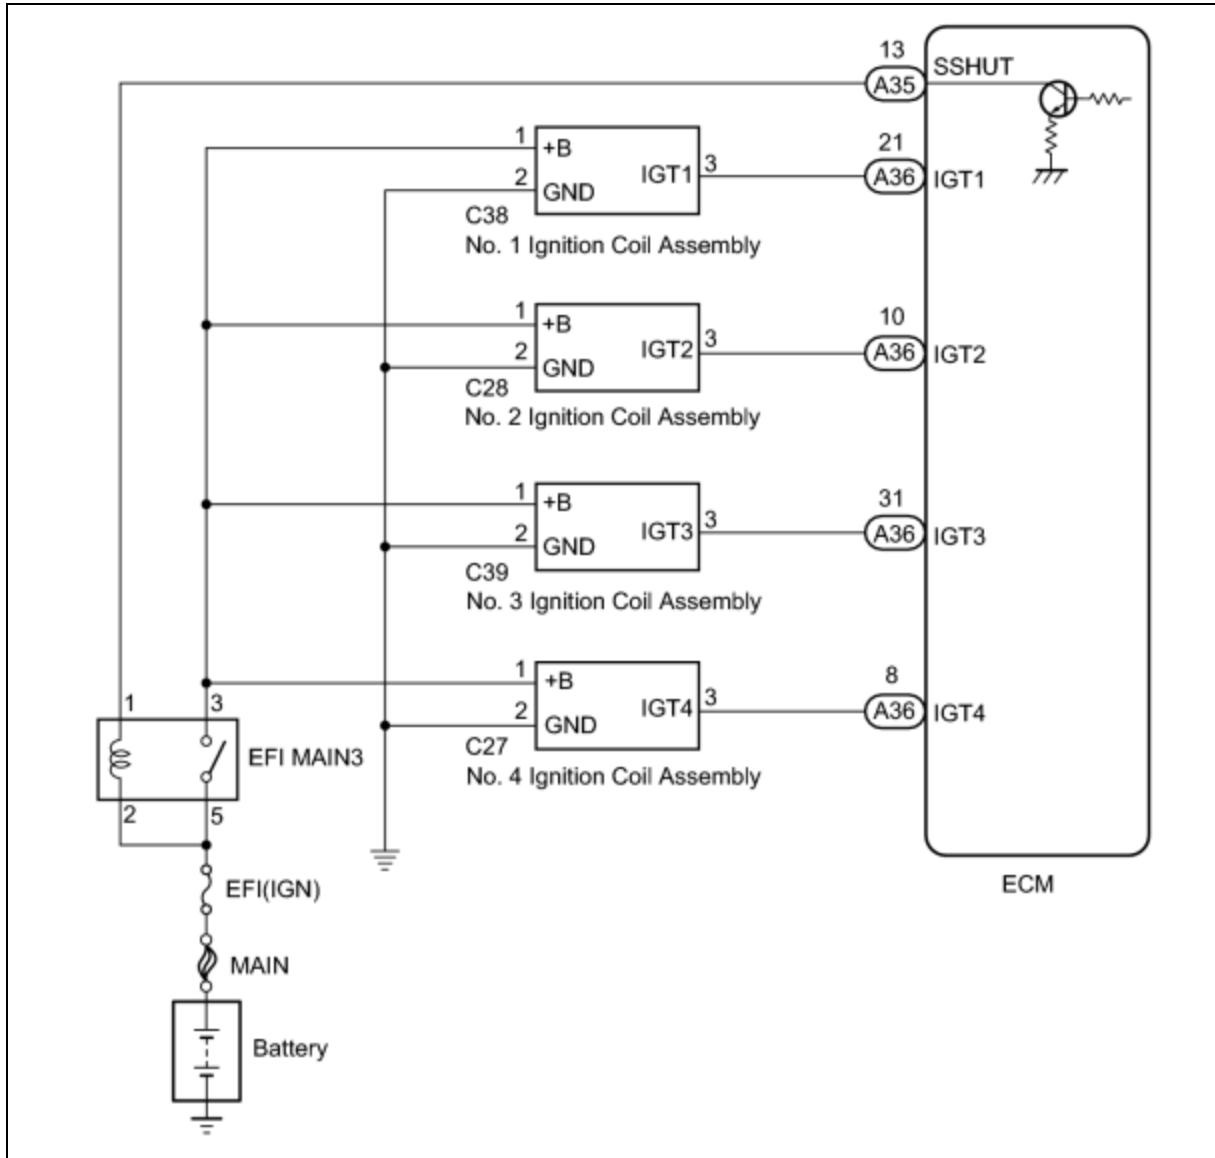 13
A35
SSHUT
1
+B
2
GND
IGT1
3
21
A36
IGT1
C38
No. 1 Ignition Coil Assembly
1
+B
2
GND
IGT2
3
10
A36
IGT2
C28
No. 2 Ignition Coil Assembly
1
+B
2
GND
IGT3
3
31
A36
IGT3
C39
No. 3 Ignition Coil Assembly
1
+B
2
GND
IGT4
3
8
A36
IGT4
C27
No. 4 Ignition Coil Assembly
1
3
EFI MAIN3
2
5
EFI(IGN)
MAIN
Battery
ECM